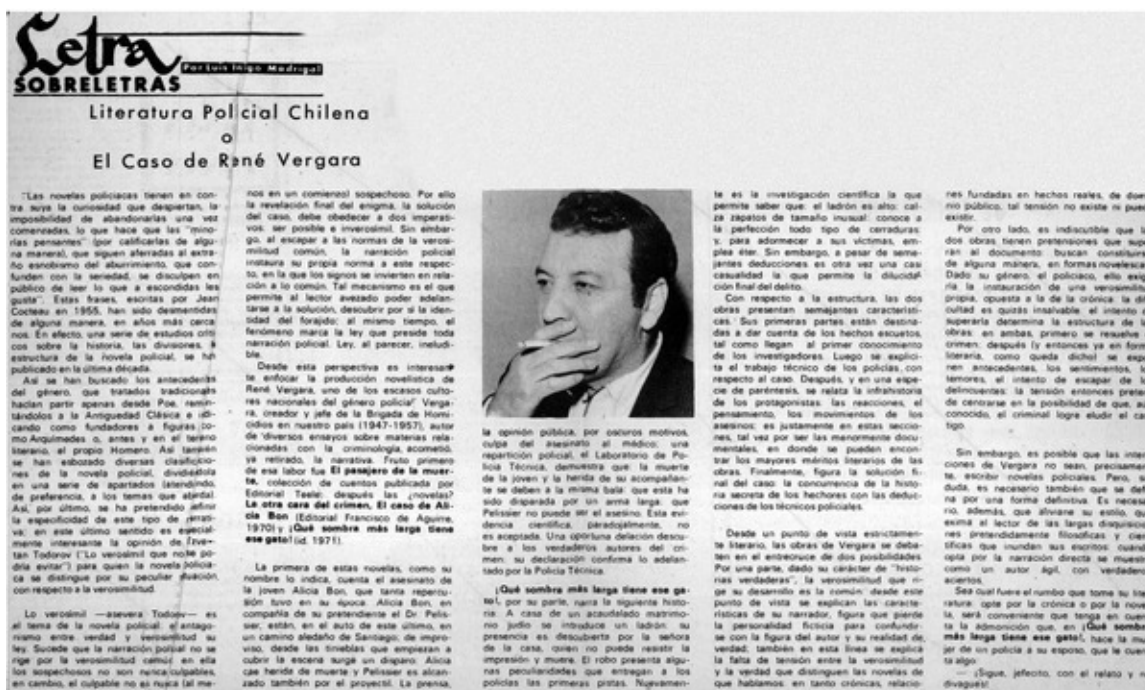 Letra
Por Luis Iñigo Madrigal
SOBRELETRAS
Literatura Policial Chilena
o
El Caso de René Vergara
"Las novelas policiacas tienen en con-
tra suya la curiosidad que despiertan, la
imposibilidad de abandonarlas una vez
comenzadas, lo que hace que las "mino-
rías pensantes" (por calificarlas de algu-
na manera), que siguen aferradas al extra-
ño esnobismo del aburrimiento, que con-
funden con la seriedad, se disculpen en
público de leer lo que a escondidas les
gusta". Estas frases, escritas por Jean
Cocteau en 1955, han sido desmentidas
de alguna manera, en años más cerca-
nos. En efecto, una serie de estudios críti
cos sobre la historia, las divisiones, la
estructura de la novela policial, se han
publicado en la última década.
Así se han buscado los antecedentes
del género, que tratados tradicionales
hacían partir apenas desde Poe, remon-
tándolos a la Antiguedad Clásica e indi-
cando como fundadores a figuras co-
mo Arquímedes o, antes y en el terreno
literario, el propio Homero. Así también
se han esbozado diversas clasificacio-
nes de la novela policial, dividiéndola
en una serie de apartados (atendiendo,
de preferencia, a los temas que aborda).
Así, por último, se ha pretendido definir
la especificidad de este tipo de narrati-
va; en este último sentido es especial-
mente interesante la opinión de Tzve-
tan Todorov ("Lo verosímil que no se po-
dría evitar") para quien la novela policia-
ca se distingue por su peculiar situación,
con respecto a la verosimilitud.
Lo verosímil —asevera Todorov— es
el tema de la novela policial, el antago-
nismo entre verdad y verosimilitud su
ley. Sucede que la narración policial no se
rige por la verosimilitud común, en ella
los sospechosos no son nunca culpables,
en cambio, el culpable no es nunca (al me-
nos en un comienzo) sospechoso. Por ello
la revelación final del enigma, la solución
del caso, debe obedecer a dos imperati-
vos: ser posible e inverosímil. Sin embar-
go, al escapar a las normas de la verosi-
militud común, la narración policial
instaura su propia norma a este respec-
to, en la que los signos se invierten en rela-
ción a lo común. Tal mecanismo es el que
permite al lector avezado poder adelan-
tarse a la solución, descubrir por sí la iden-
tidad del forajido; al mismo tiempo, el
fenómeno marca la ley que preside toda
narración policial. Ley, al parecer, ineludi-
ble.
Desde esta perspectiva es interesan-
te enfocar la producción novelística de
René Vergara, uno de los escasos culto-
res nacionales del género policial. Verga-
ra, creador y jefe de la Brigada de Homi-
cidios en nuestro país (1947-1957), autor
de diversos ensayos sobre materias rela-
cionadas con la criminología, acometió,
ya retirado, la narrativa. Fruto primero
de esa labor fue El pasajero de la muer-
te, colección de cuentos publicada por
Editorial Teele; después las ¿novelas?
La otra cara del crimen, El caso de Ali-
cia Bon (Editorial Francisco de Aguirre,
1970) y ¡Qué sombra más larga tiene
ese gato! (id. 1971).
La primera de estas novelas, como su
nombre lo indica, cuenta el asesinato de
la joven Alicia Bon, que tanta repercu-
sión tuvo en su época. Alicia Bon, en
compañía de su pretendiente el Dr. Pelis-
sier, están, en el auto de este último, en
un camino aledaño de Santiago; de impro-
viso, desde las tinieblas que empiezan a
cubrir la escena surge un disparo: Alicia
cae herida de muerte y Pelissier es alcan-
zado también por el proyectil. La prensa,
la opinión pública, por oscuros motivos,
culpa del asesinato al médico; una
repartición policial, el Laboratorio de Po-
licía Técnica, demuestra que la muerte
de la joven y la herida de su acompañan-
te se deben a la misma bala; que esta ha
sido disparada por un arma larga; que
Pelissier no puede ser el asesino. Esta evi-
dencia científica, paradojalmente, no
es aceptada. Una oportuna delación descu-
bre a los verdaderos autores del cri-
men: su declaración confirma lo adelan-
tado por la Policía Técnica.
¡Qué sombra más larga tiene ese ga-
to!, por su parte, narra la siguiente histo-
ria: A casa de un acaudalado matrimo-
nio judío se introduce un ladrón; su
presencia es descubierta por la señora
de la casa, quien no puede resistir la
impresión y muere. El robo presenta algu-
nas peculiaridades que entregan a los
policías las primeras pistas. Nuevamen-
te es la investigación científica la que
permite saber que: el ladrón es alto; cal-
za zapatos de tamaño inusual; conoce a
la perfección todo tipo de cerraduras;
y, para adormecer a sus víctimas, em-
plea éter. Sin embargo, a pesar de seme-
jantes deducciones es otra vez una casi
casualidad la que permite la dilucida-
ción final del delito.
Con respecto a la estructura, las dos
obras presentan semejantes característi-
cas. Sus primeras partes están destina-
das a dar cuenta de los hechos escuetos,
tal como llegan al primer conocimiento
de los investigadores. Luego se explici-
ta el trabajo técnico de los policías, con
respecto al caso. Después, y en una espe-
cie de paréntesis, se relata la infrahistoria
de los protagonistas: las reacciones, el
pensamiento, los movimientos de los
asesinos; es justamente en estas seccio-
nes, tal vez por ser las menormente docu-
mentales, en donde se pueden encon-
trar los mayores méritos literarios de las
obras. Finalmente, figura la solución fi-
nal del caso: la concurrencia de la histo-
ria secreta de los hechores con las deduc-
ciones de los técnicos policiales.
Desde un punto de vista estrictamen-
te literario, las obras de Vergara se deba-
ten en el entrecruce de dos posibilidades.
Por una parte, dado su carácter de "histo-
rias verdaderas", la verosimilitud que ri-
ge su desarrollo es la común: desde este
punto de vista se explican las caracte-
rísticas de su narrador, figura que pierde
la personalidad ficticia para confundir-
se con la figura del autor y su realidad de
verdad; también en esta línea se explica
la falta de tensión entre la verosimilitud
y la verdad que distinguen las novelas de
que hablamos: en tanto crónicas, relacio-
nes fundadas en hechos reales, de domi
nio público, tal tensión no existe ni pue
existir.
Por otro lado, es indiscutible que la
dos obras tienen pretensiones que supe
ran al documento: buscan constituirs
de alguna manera, en formas novelesca
Dado su género, el policiaco, ello exig
ría la instauración de una verosimilitu
propia, opuesta a la de la crónica: la dif
cultad es quizás insalvable; el intento d
superarla determina la estructura de la
obras: en ambas, primero se resuelve
crimen; después (y entonces ya en form
literaria, como queda dicho) se expo
nen antecedentes, los sentimientos, lo
temores, el intento de escapar de lo
delincuentes: la tensión entonces preten
de centrarse en la posibilidad de que, y
conocido, el criminal logre eludir el cas
tigo.
Sin embargo, es posible que las inten
ciones de Vergara no sean, precisamen
te, escribir novelas policiales. Pero, si
duda, es necesario también que se defi
na por una forma definitiva. Es necesa
rio, además, que aliviane su estilo, qu
exima al lector de las largas disquisicio
nes pretendidamente filosóficas y cien
tíficas que inundan sus escritos cuando
opta por la narración directa se muestr
como un autor ágil, con verdadero
aciertos.
Sea cual fuere el rumbo que tome su lite
ratura: opte por la crónica o por la nove
la, será conveniente que tenga en cuen
ta la admonición que, en ¡Qué sombra
más larga tiene ese gato!, hace la mu
jer de un policía a su esposo, que le cuen
ta algo:
— ¡Sigue, jefecito, con el relato y n
divagues!